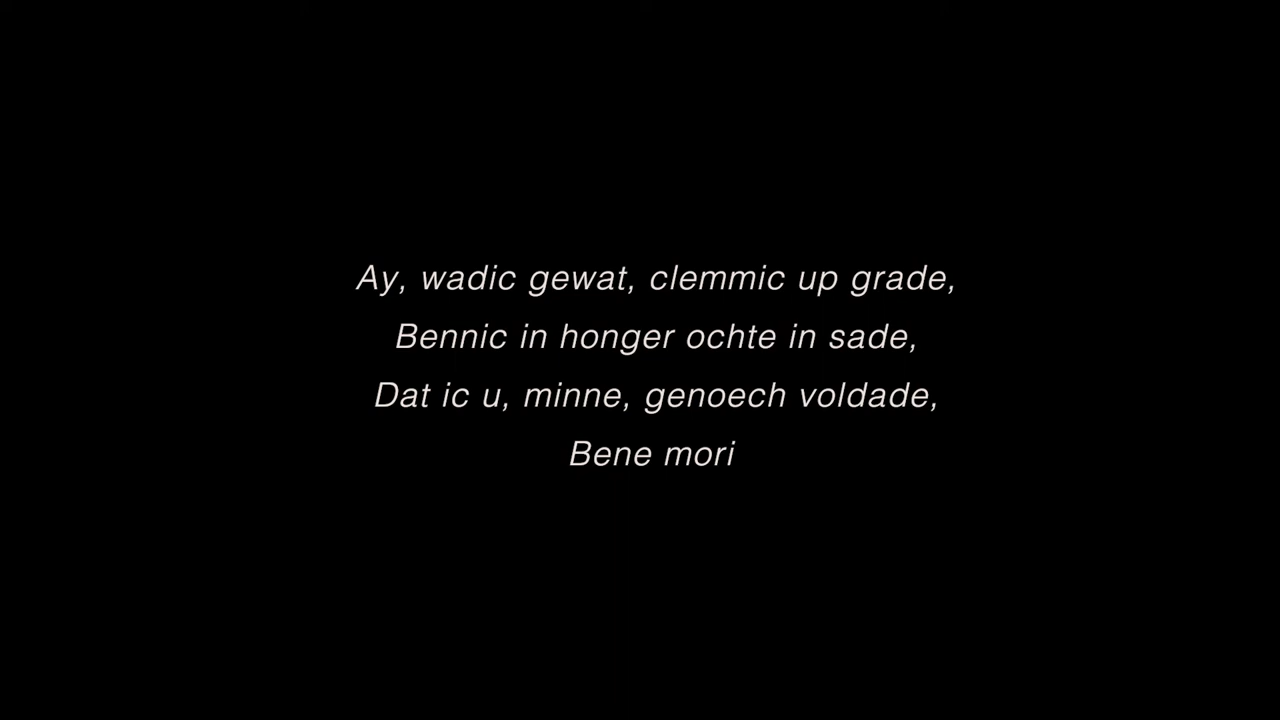 Ay, wadic gewat, clemmic up grade,
Bennic in honger ochte in sade,
Dat ic u, minne, genoech voldade,
Bene mori